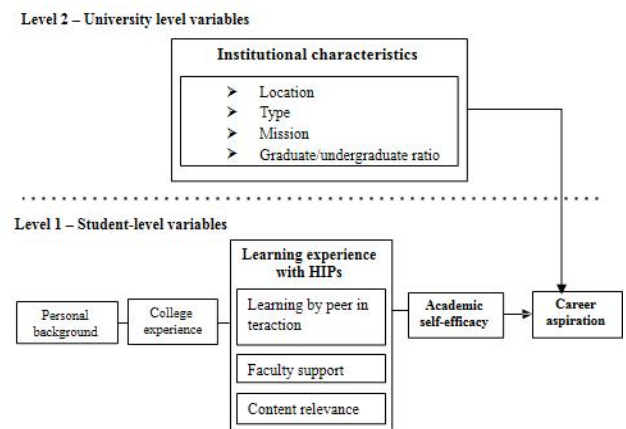 Level 2 – University level variables
Institutional characteristics
➤ Location
➤ Type
➤ Mission
➤ Graduate/undergraduate ratio
Level 1 – Student-level variables
Learning experience
with HIPs
Personal
background
College
experience
Learning by peer in
teraction
Faculty support
Content relevance
Academic
self-efficacy
Career
aspiration